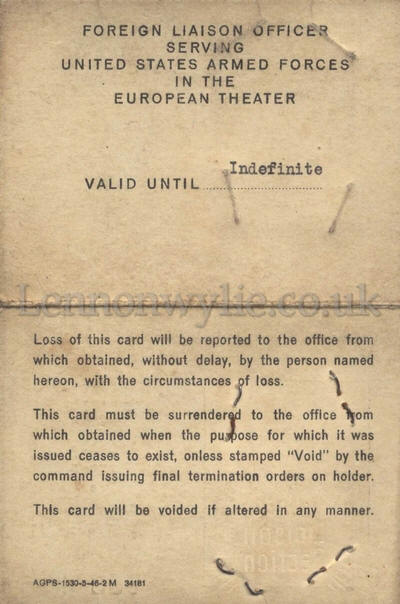 FOREIGN LIAISON OFFICER
SERVING
UNITED STATES ARMED FORCES
IN THE
EUROPEAN THEATER
VALID UNTIL Indefinite
Lennonwylie.co.uk
Loss of this card will be reported to the office from
which obtained, without delay, by the person named
hereon, with the circumstances of loss.
This card must be surrendered to the office from
which obtained when the purpose for which it was
issued ceases to exist, onless stamped "Void" by the
command issuing final termination orders on holder.
This card will be voided if altered in any manner.
AGPS-1530-5-46-2 M 34181